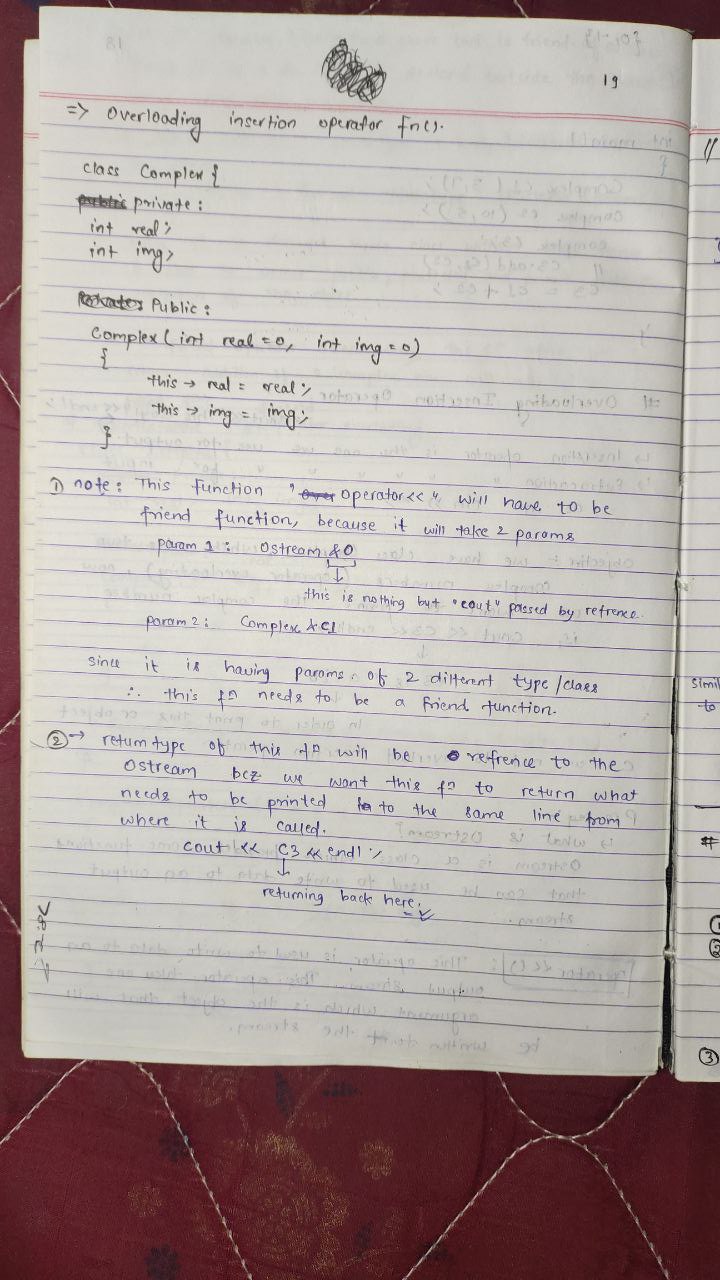 19
=> Overloading insertion operator fn().
class Complex {
private :
int real;
int img;
Public :
Complex ( int real = 0, int img = 0)
{
this → real = real;
this → img = img;
}
① note : This function "operator<<" will have to be
friend function, because it will take 2 params
param 1 : Ostream &O
↓
this is nothing but "cout" passed by refrence.
param 2 : Complex &C1
since it is having params of 2 different type/class
∴ this fn needs to be a friend function.
② → return type of this fn will be refrence to the
Ostream bcz we want this fn to return what
needs to be printed to the same line from
where it is called.
cout << C3 << endl;
↓
returning back here.
simil
to
#
②
③